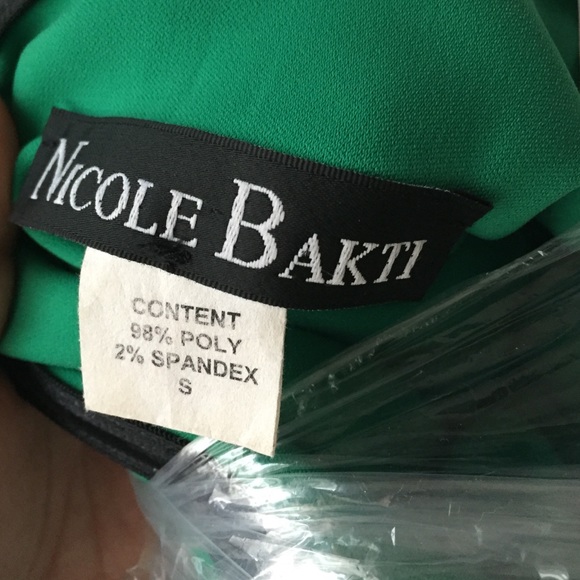 NICOLE BAKTI
CONTENT
98% POLY
2% SPANDEX
S